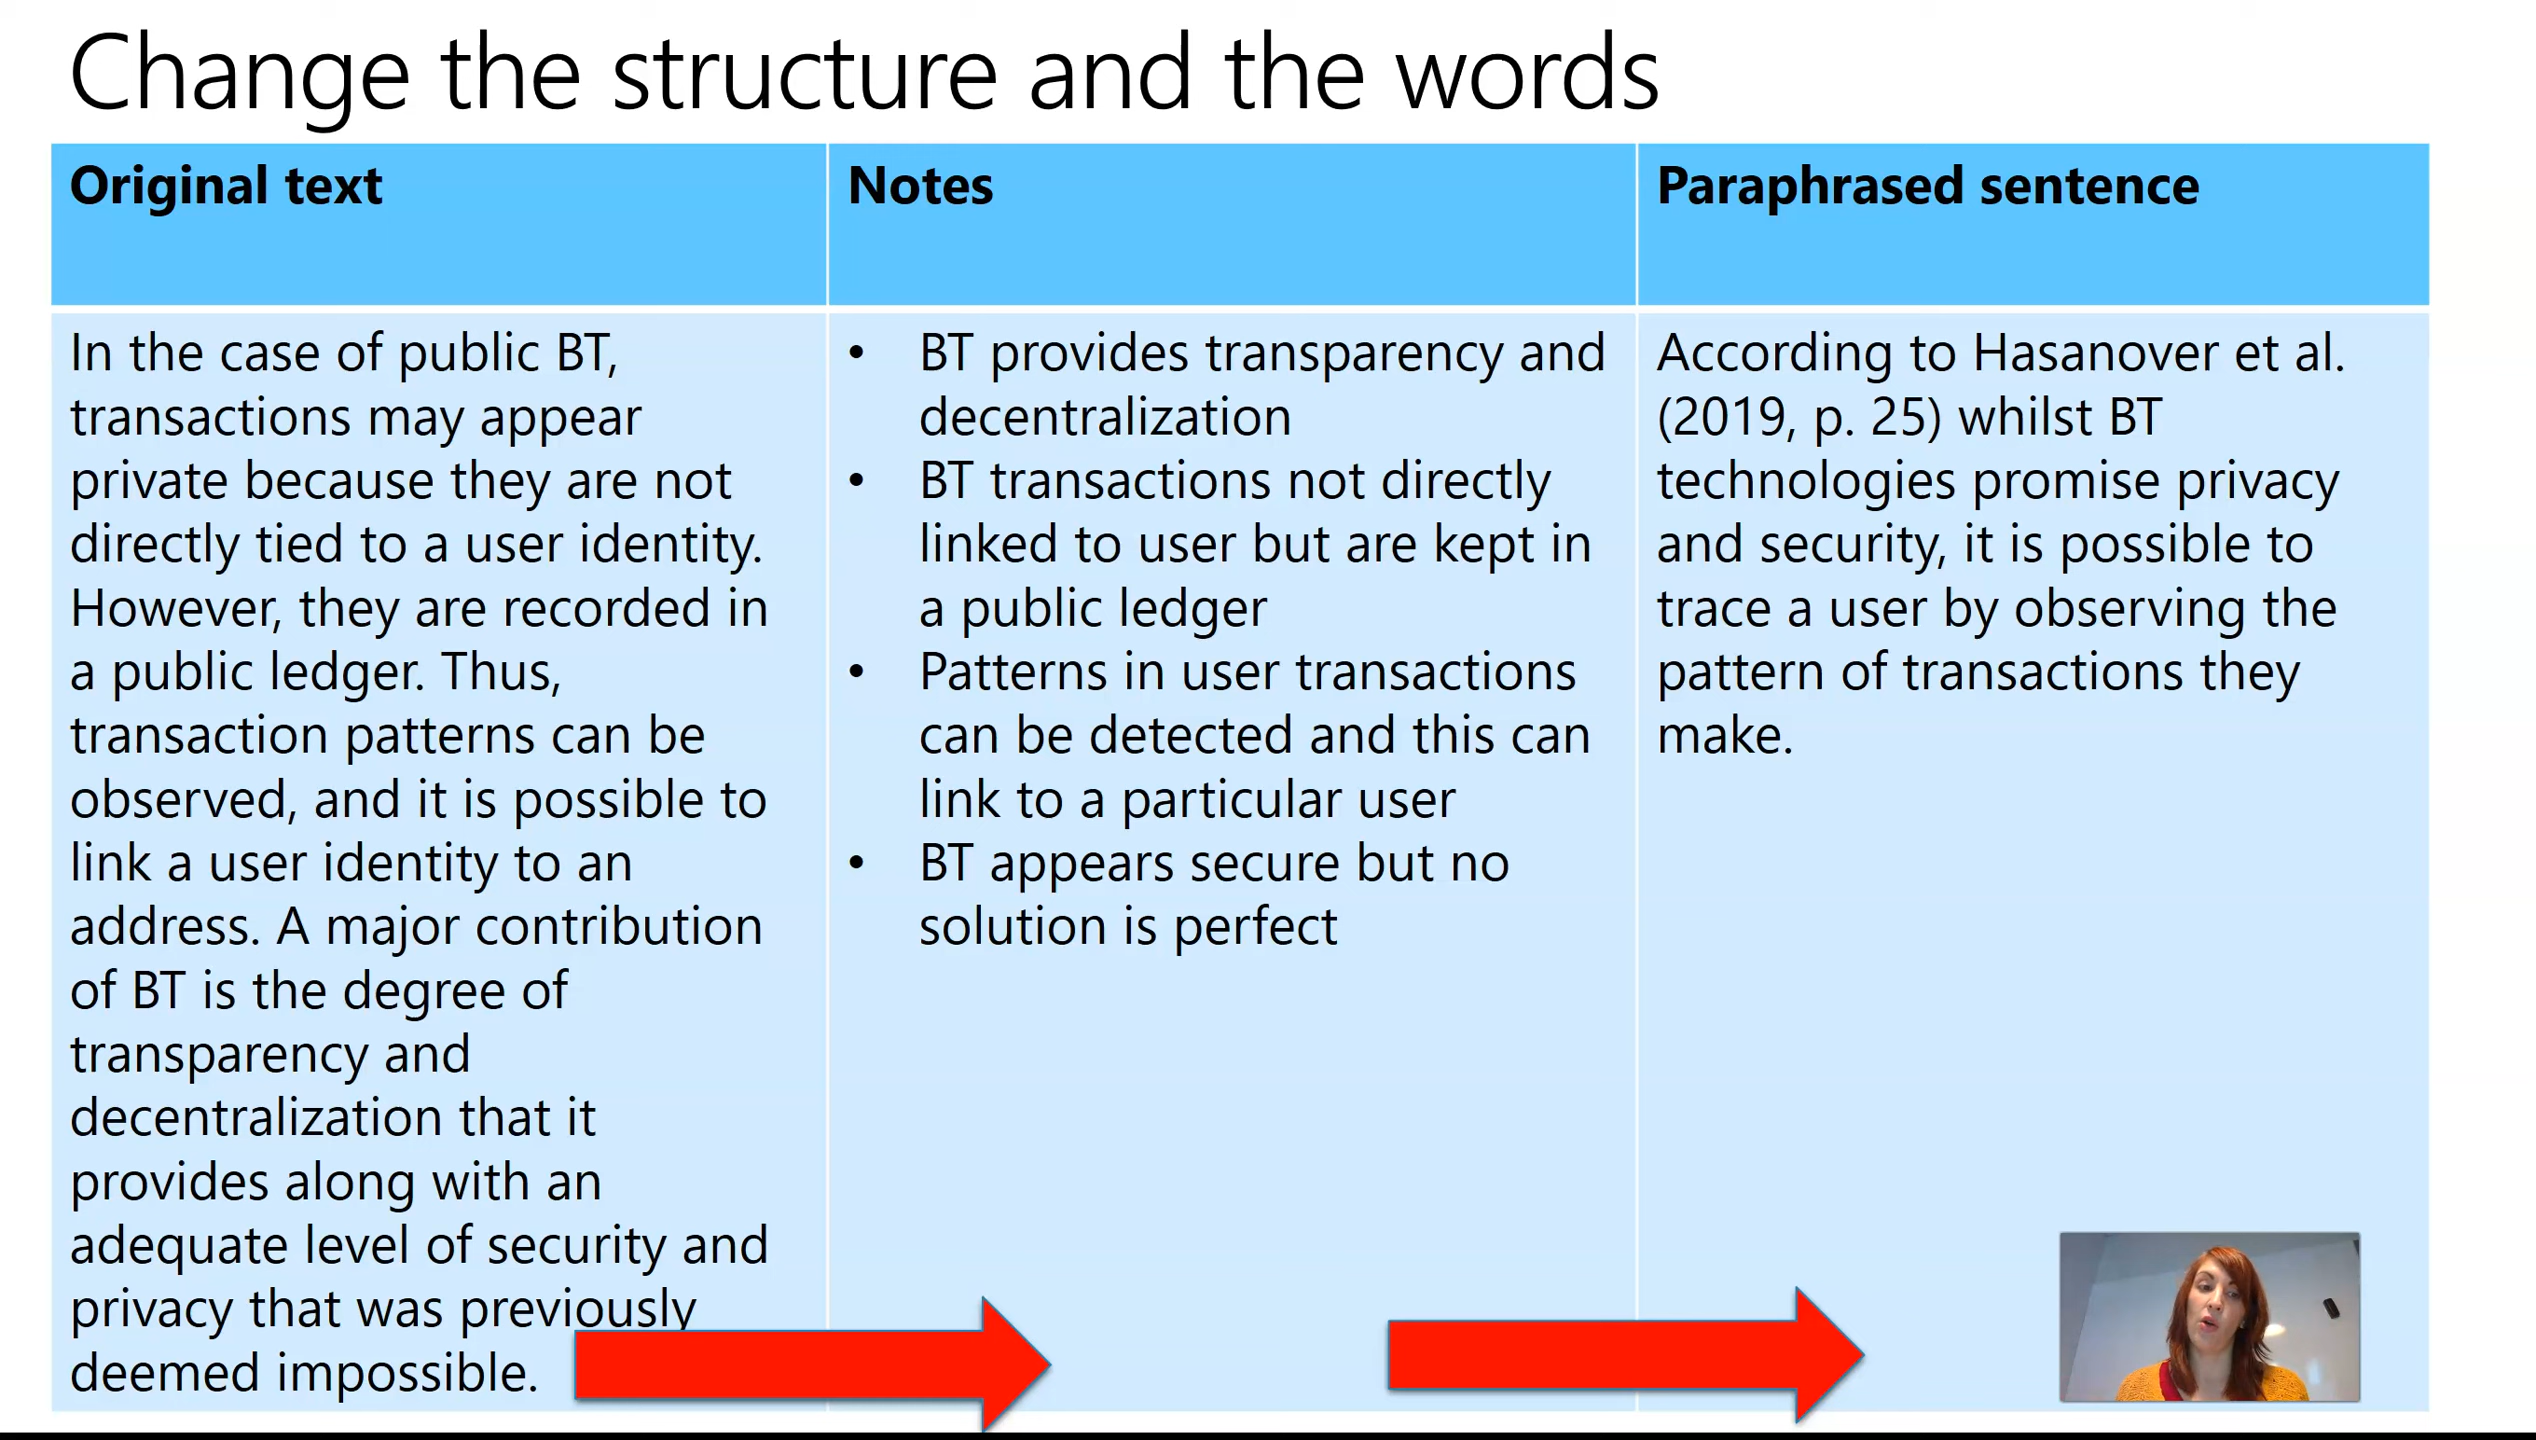 Change the structure and the words
Original text
Notes
Paraphrased sentence
In the case of public BT,
transactions may appear
private because they are not
directly tied to a user identity.
However, they are recorded in
a public ledger. Thus,
transaction patterns can be
observed, and it is possible to
link a user identity to an
address. A major contribution
of BT is the degree of
transparency and
decentralization that it
provides along with an
adequate level of security and
privacy that was previously
deemed impossible.
• BT provides transparency and
decentralization
• BT transactions not directly
linked to user but are kept in
a public ledger
• Patterns in user transactions
can be detected and this can
link to a particular user
• BT appears secure but no
solution is perfect
According to Hasanover et al.
(2019, p. 25) whilst BT
technologies promise privacy
and security, it is possible to
trace a user by observing the
pattern of transactions they
make.